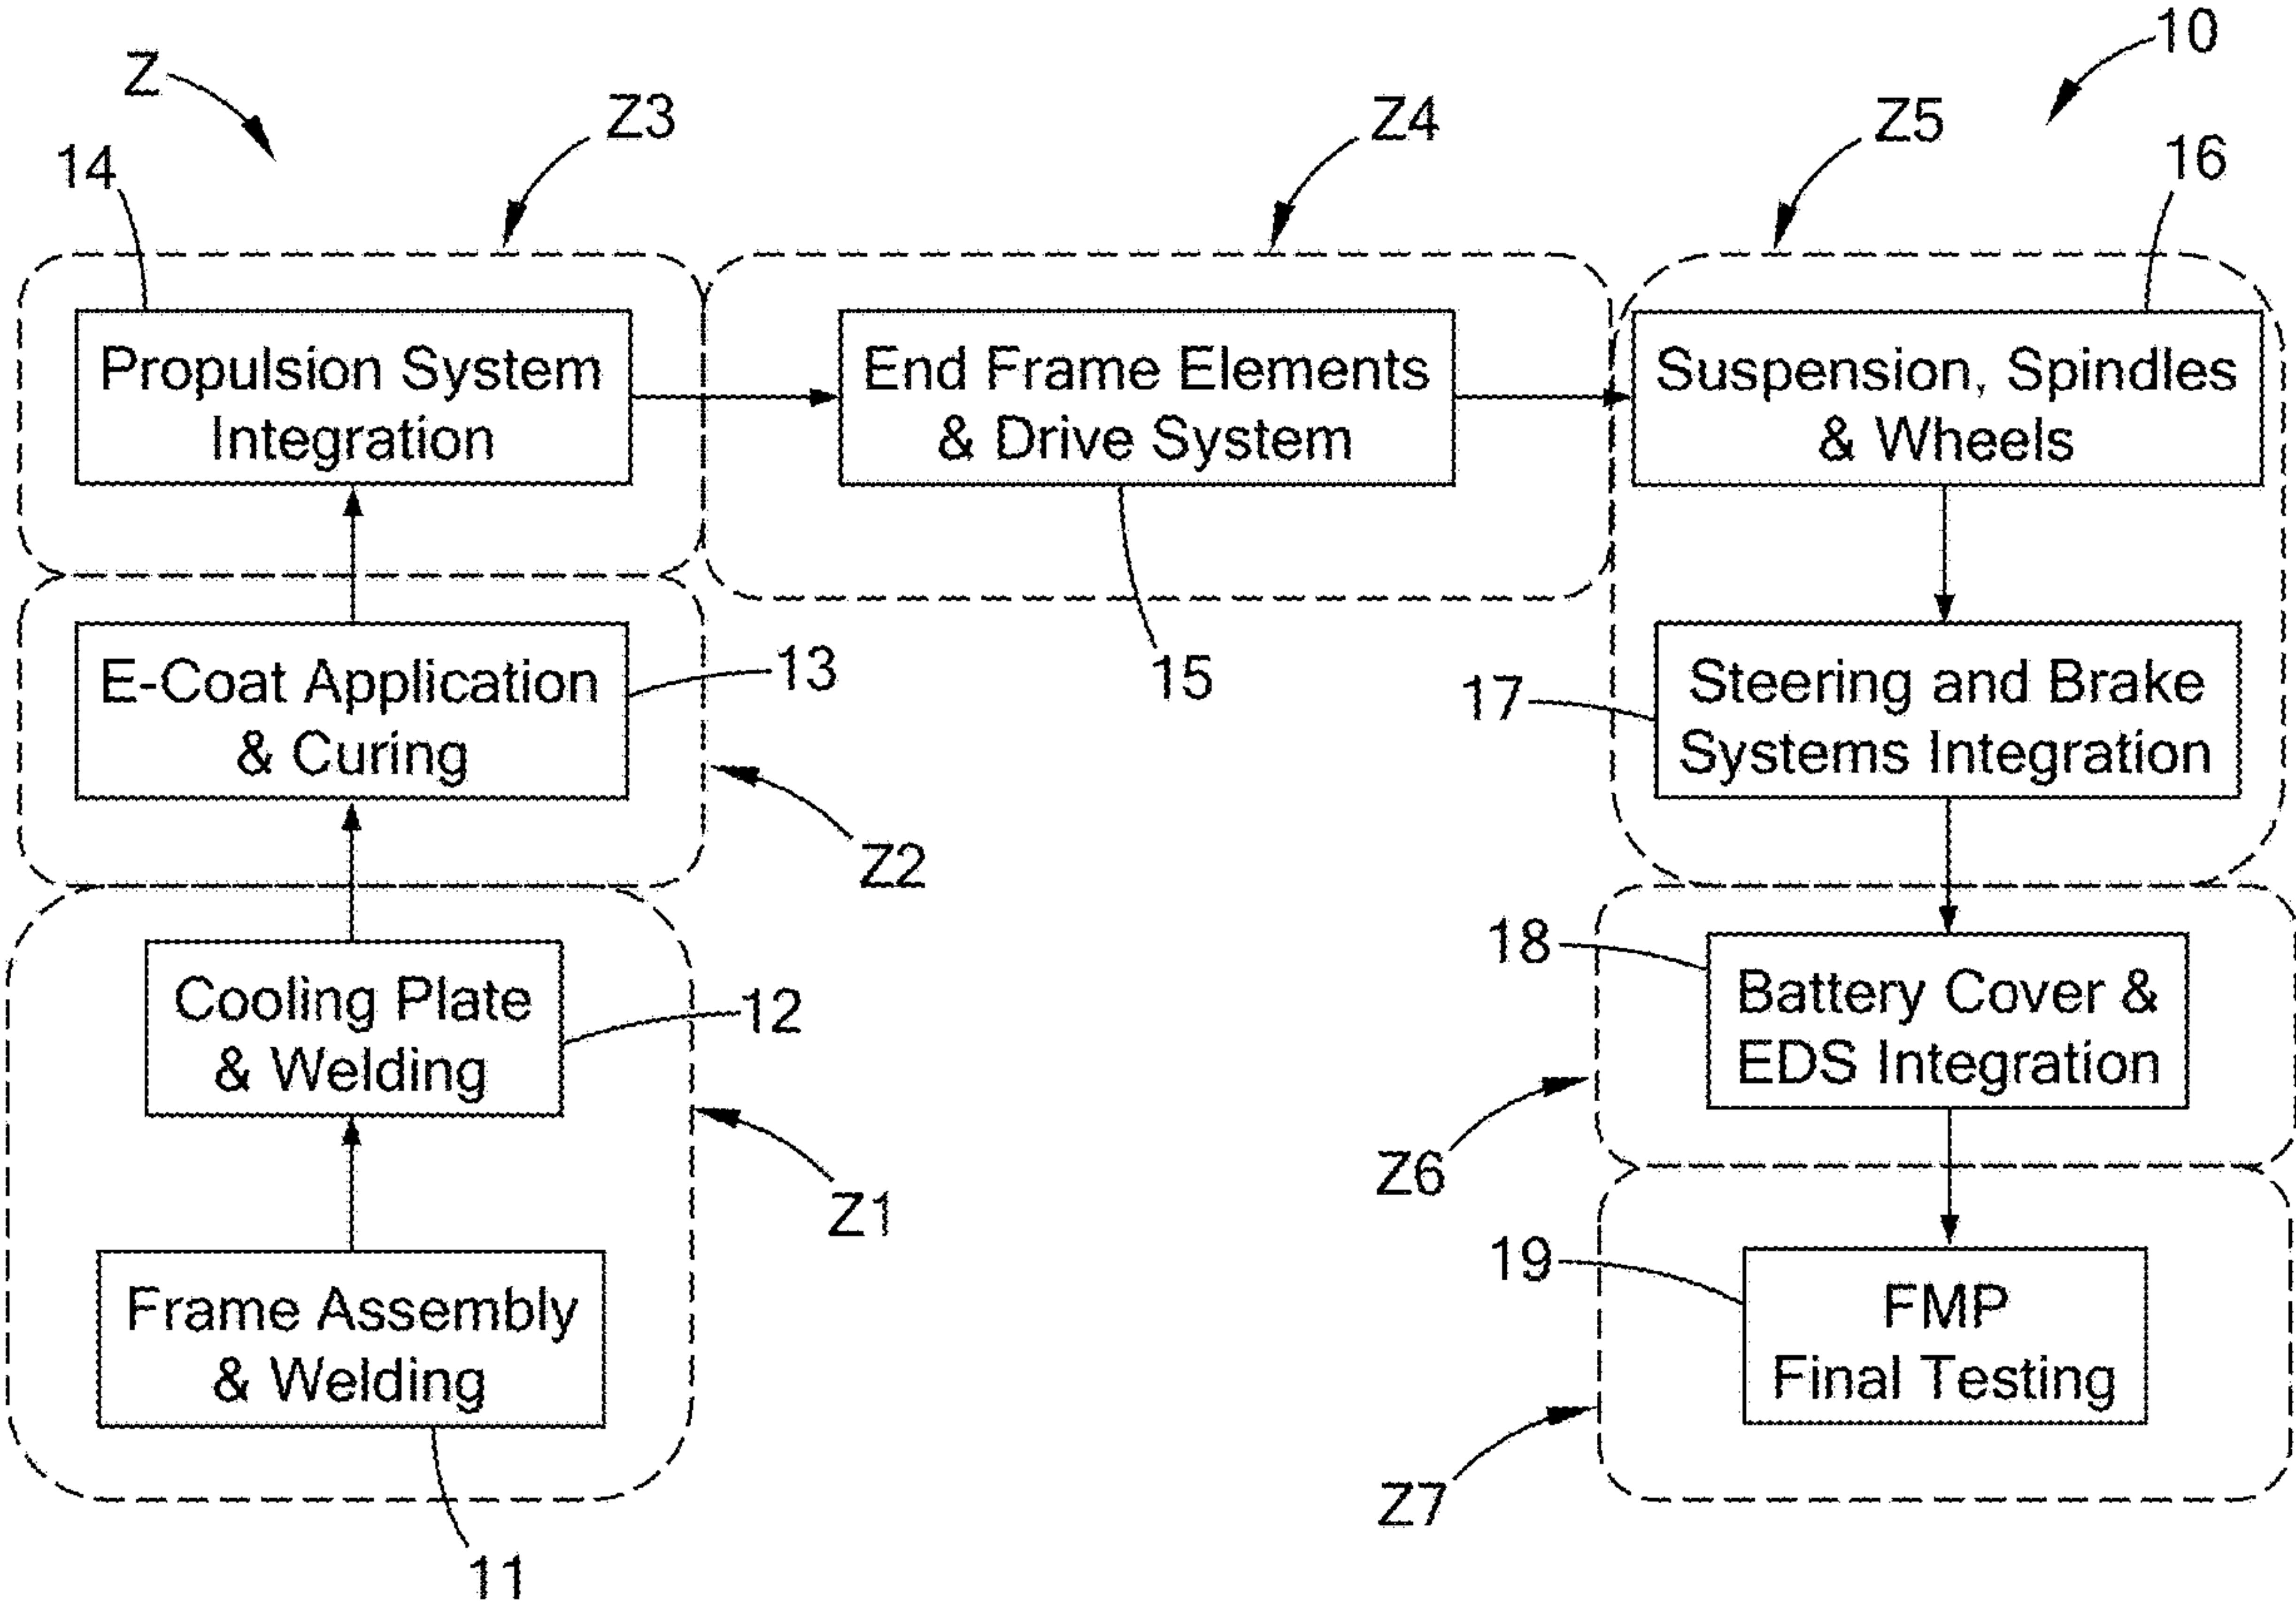 10
Z
Z3
Z4
Z5
14
16
Propulsion System
Integration
End Frame Elements
& Drive System
Suspension, Spindles
& Wheels
13
15
17
E-Coat Application
& Curing
Steering and Brake
Systems Integration
Z2
18
Cooling Plate
& Welding
12
Battery Cover &
EDS Integration
Z1
Z6
19
Frame Assembly
& Welding
FMP
Final Testing
Z7
11